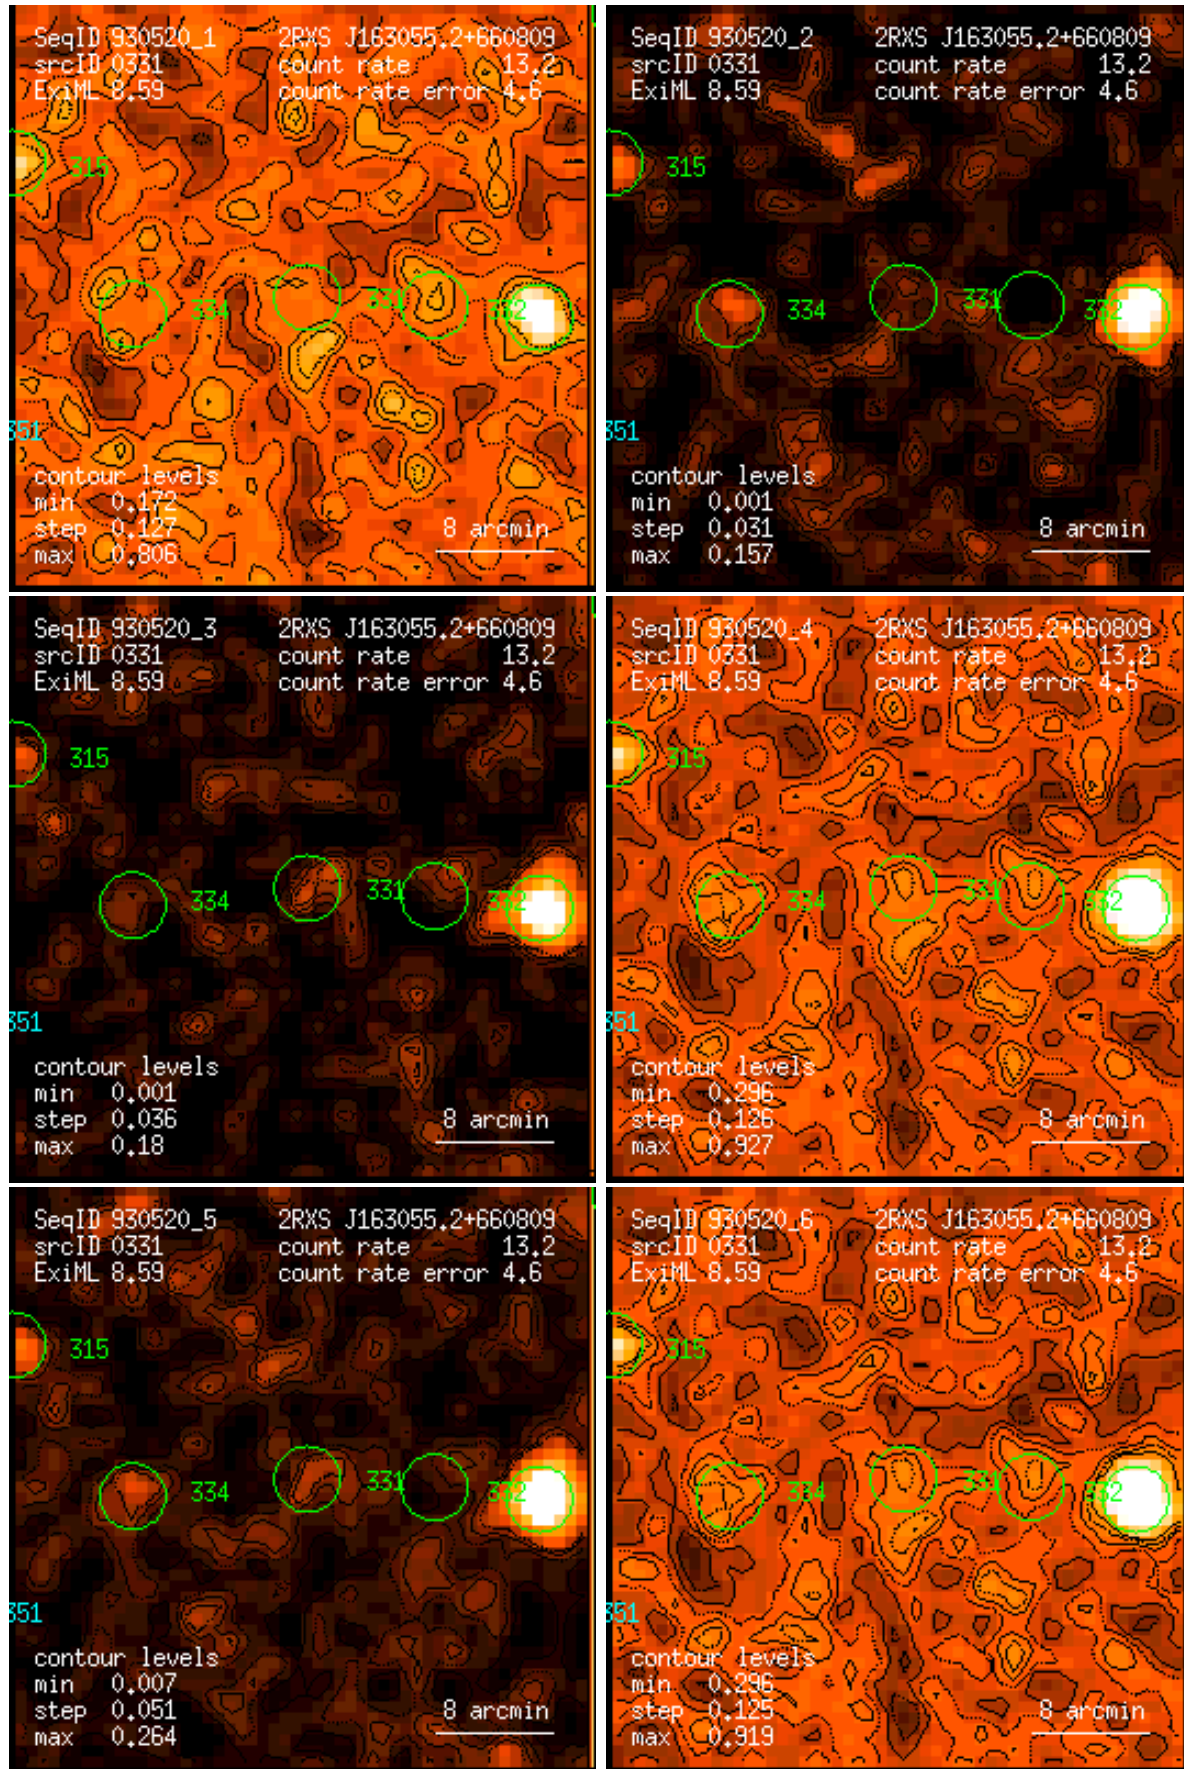 SeqID 930520_1 2RXS J163055.2+660809
srcID 0331 count rate 13.2
ExiML 8.59 count rate error 4.6
315
334 331 332
351
contour levels
min 0.172
step 0.127
max 0.806
8 arcmin
SeqID 930520_2 2RXS J163055.2+660809
srcID 0331 count rate 13.2
ExiML 8.59 count rate error 4.6
315
334 331 332
351
contour levels
min 0.001
step 0.031
max 0.157
8 arcmin
SeqID 930520_3 2RXS J163055.2+660809
srcID 0331 count rate 13.2
ExiML 8.59 count rate error 4.6
315
334 331 332
351
contour levels
min 0.001
step 0.036
max 0.18
8 arcmin
SeqID 930520_4 2RXS J163055.2+660809
srcID 0331 count rate 13.2
ExiML 8.59 count rate error 4.6
315
334 331 332
351
contour levels
min 0.296
step 0.126
max 0.927
8 arcmin
SeqID 930520_5 2RXS J163055.2+660809
srcID 0331 count rate 13.2
ExiML 8.59 count rate error 4.6
315
334 331 332
351
contour levels
min 0.007
step 0.051
max 0.264
8 arcmin
SeqID 930520_6 2RXS J163055.2+660809
srcID 0331 count rate 13.2
ExiML 8.59 count rate error 4.6
315
334 331 332
351
contour levels
min 0.296
step 0.125
max 0.919
8 arcmin